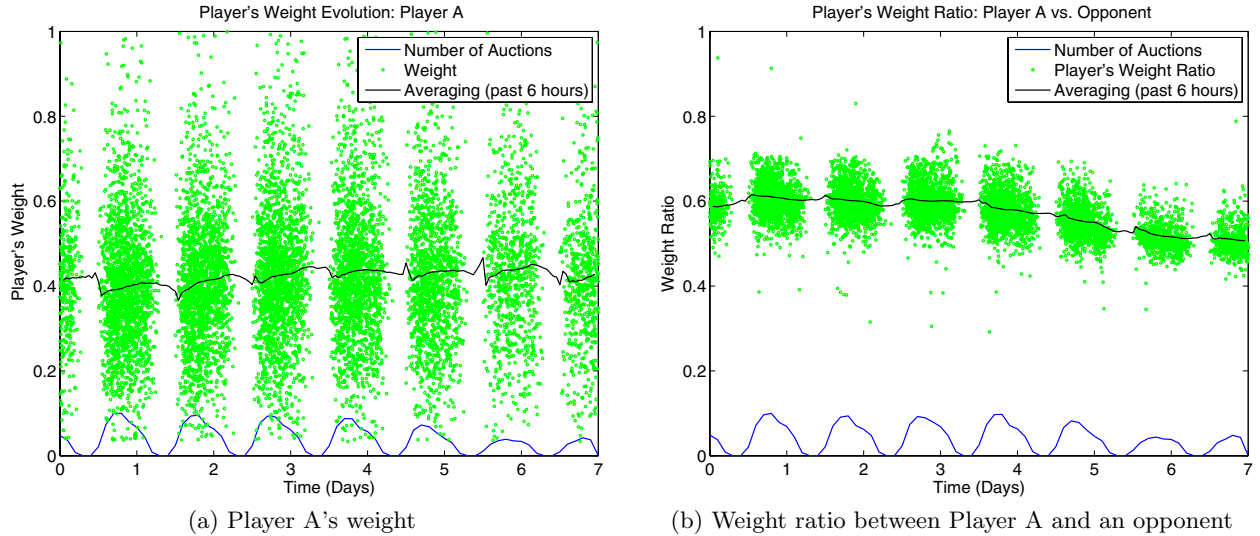 Player's Weight Evolution: Player A
Number of Auctions
Weight
Averaging (past 6 hours)
Player's Weight
1
0.8
0.6
0.4
0.2
0
0 1 2 3 4 5 6 7
Time (Days)
(a) Player A's weight
Player's Weight Ratio: Player A vs. Opponent
Number of Auctions
Player's Weight Ratio
Averaging (past 6 hours)
Weight Ratio
1
0.8
0.6
0.4
0.2
0
0 1 2 3 4 5 6 7
Time (Days)
(b) Weight ratio between Player A and an opponent